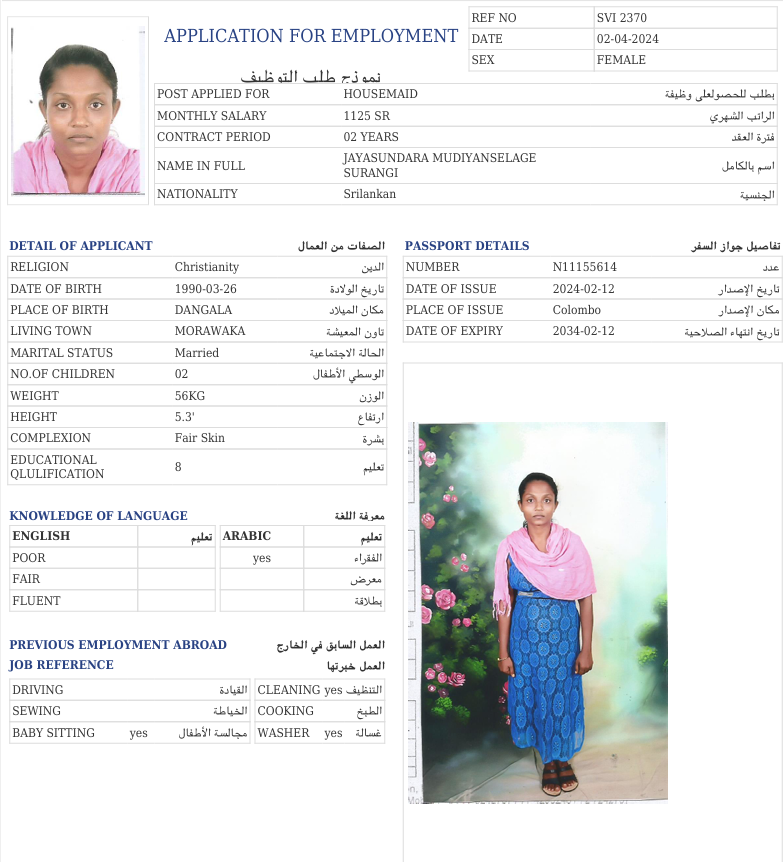 APPLICATION FOR EMPLOYMENT
نموذج طلب التوظيف
REF NO SVI 2370
DATE 02-04-2024
SEX FEMALE
POST APPLIED FOR HOUSEMAID بطلب للحصولعلى وظيفة
MONTHLY SALARY 1125 SR الراتب الشهري
CONTRACT PERIOD 02 YEARS فترة العقد
NAME IN FULL JAYASUNDARA MUDIYANSELAGE SURANGI اسم بالكامل
NATIONALITY Srilankan الجنسية
DETAIL OF APPLICANT الصفات من العمال
RELIGION Christianity الدين
DATE OF BIRTH 1990-03-26 تاريخ الولادة
PLACE OF BIRTH DANGALA مكان الميلاد
LIVING TOWN MORAWAKA تاون المعيشة
MARITAL STATUS Married الحالة الاجتماعية
NO.OF CHILDREN 02 الوسطي الأطفال
WEIGHT 56KG الوزن
HEIGHT 5.3' ارتفاع
COMPLEXION Fair Skin بشرة
EDUCATIONAL QLULIFICATION 8 تعليم
PASSPORT DETAILS تفاصيل جواز السفر
NUMBER N11155614 عدد
DATE OF ISSUE 2024-02-12 تاريخ الإصدار
PLACE OF ISSUE Colombo مكان الإصدار
DATE OF EXPIRY 2034-02-12 تاريخ انتهاء الصلاحية
KNOWLEDGE OF LANGUAGE معرفة اللغة
ENGLISH تعليم ARABIC تعليم
POOR yes الفقراء
FAIR معرض
FLUENT بطلاقة
PREVIOUS EMPLOYMENT ABROAD العمل السابق في الخارج
JOB REFERENCE العمل خبرتها
DRIVING القيادة CLEANING yes التنظيف
SEWING الخياطة COOKING الطبخ
BABY SITTING yes مجالسة الأطفال WASHER yes غسالة